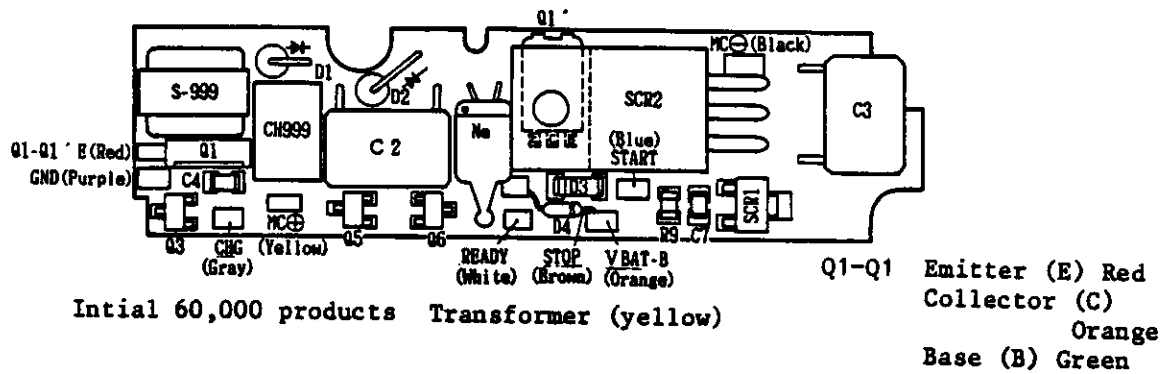 Q1´
MC⊖(Black)
D1
S-999
D2
CH999
SCR2
C3
Ne
C 2
(Blue)
START
Q1-Q1´E(Red)
Q1
GND(Purple)
C4
D3
SCR1
Q3
CHG
(Gray)
MC⊕
(Yellow)
Q5
Q6
READY
(White)
D4
STOP
(Brown)
VBAT-B
(Orange)
R9
C7
Q1-Q1
Emitter (E) Red
Collector (C)
Orange
Base (B) Green
Intial 60,000 products Transformer (yellow)